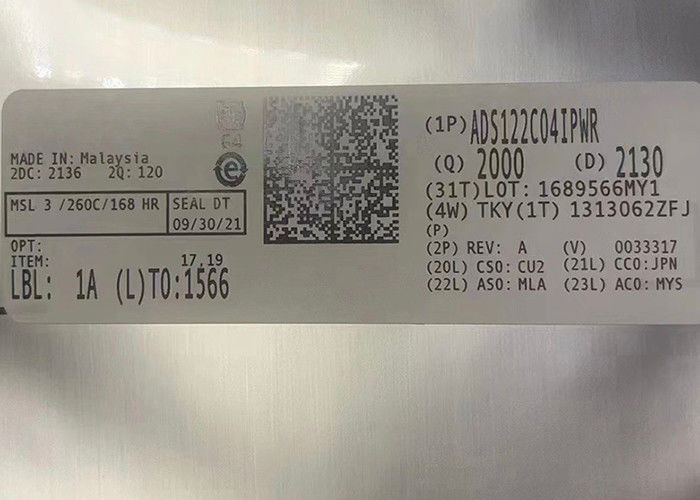 MADE IN: Malaysia
2DC: 2136 2Q: 120
MSL 3 /260C/168 HR
SEAL DT
09/30/21
OPT:
ITEM: 17,19
LBL: 1A (L)TO:1566
(1P)ADS122C04IPWR
(Q) 2000 (D) 2130
(31T)LOT: 1689566MY1
(4W) TKY(1T) 1313062ZFJ
(P)
(2P) REV: A (V) 0033317
(20L) CSO: CU2 (21L) CCO:JPN
(22L) ASO: MLA (23L) ACO: MYS